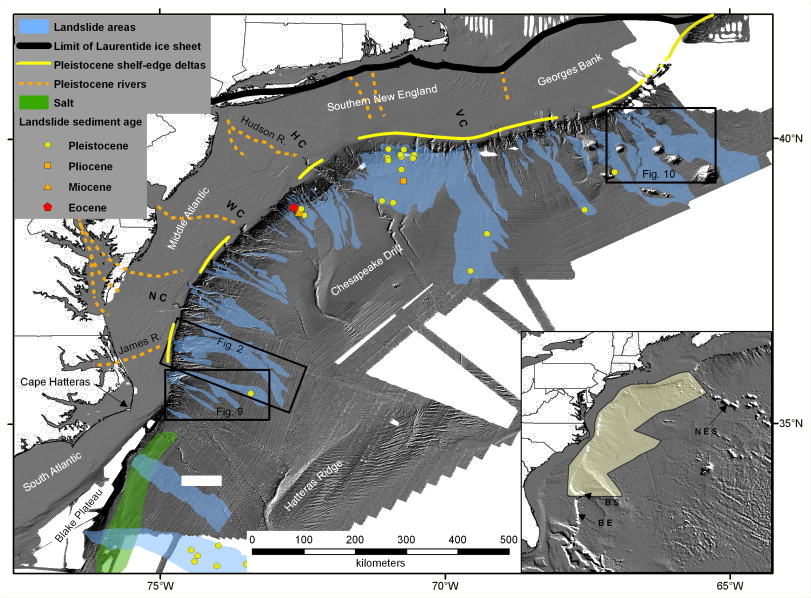 Landslide areas
Limit of Laurentide ice sheet
Pleistocene shelf-edge deltas
Pleistocene rivers
Salt
Landslide sediment age
Pleistocene
Pliocene
Miocene
Eocene
Georges Bank
Southern New England
V C
Hudson R.
H C
40°N
Fig. 10
Middle Atlantic
W C
Chesapeake Drift
N C
James R.
Fig. 2
Cape Hatteras
Fig. 9
35°N
N E S
South Atlantic
Hatteras Ridge
Blake Plateau
B S
B E
0 100 200 300 400 500
kilometers
75°W 70°W 65°W